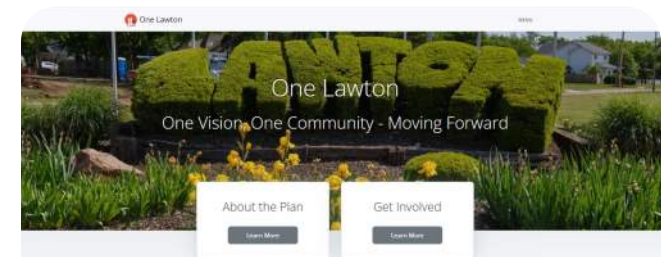 One Lawton
Menu
LAWTON
One Lawton
One Vision, One Community - Moving Forward
About the Plan
Get Involved
Learn More
Learn More